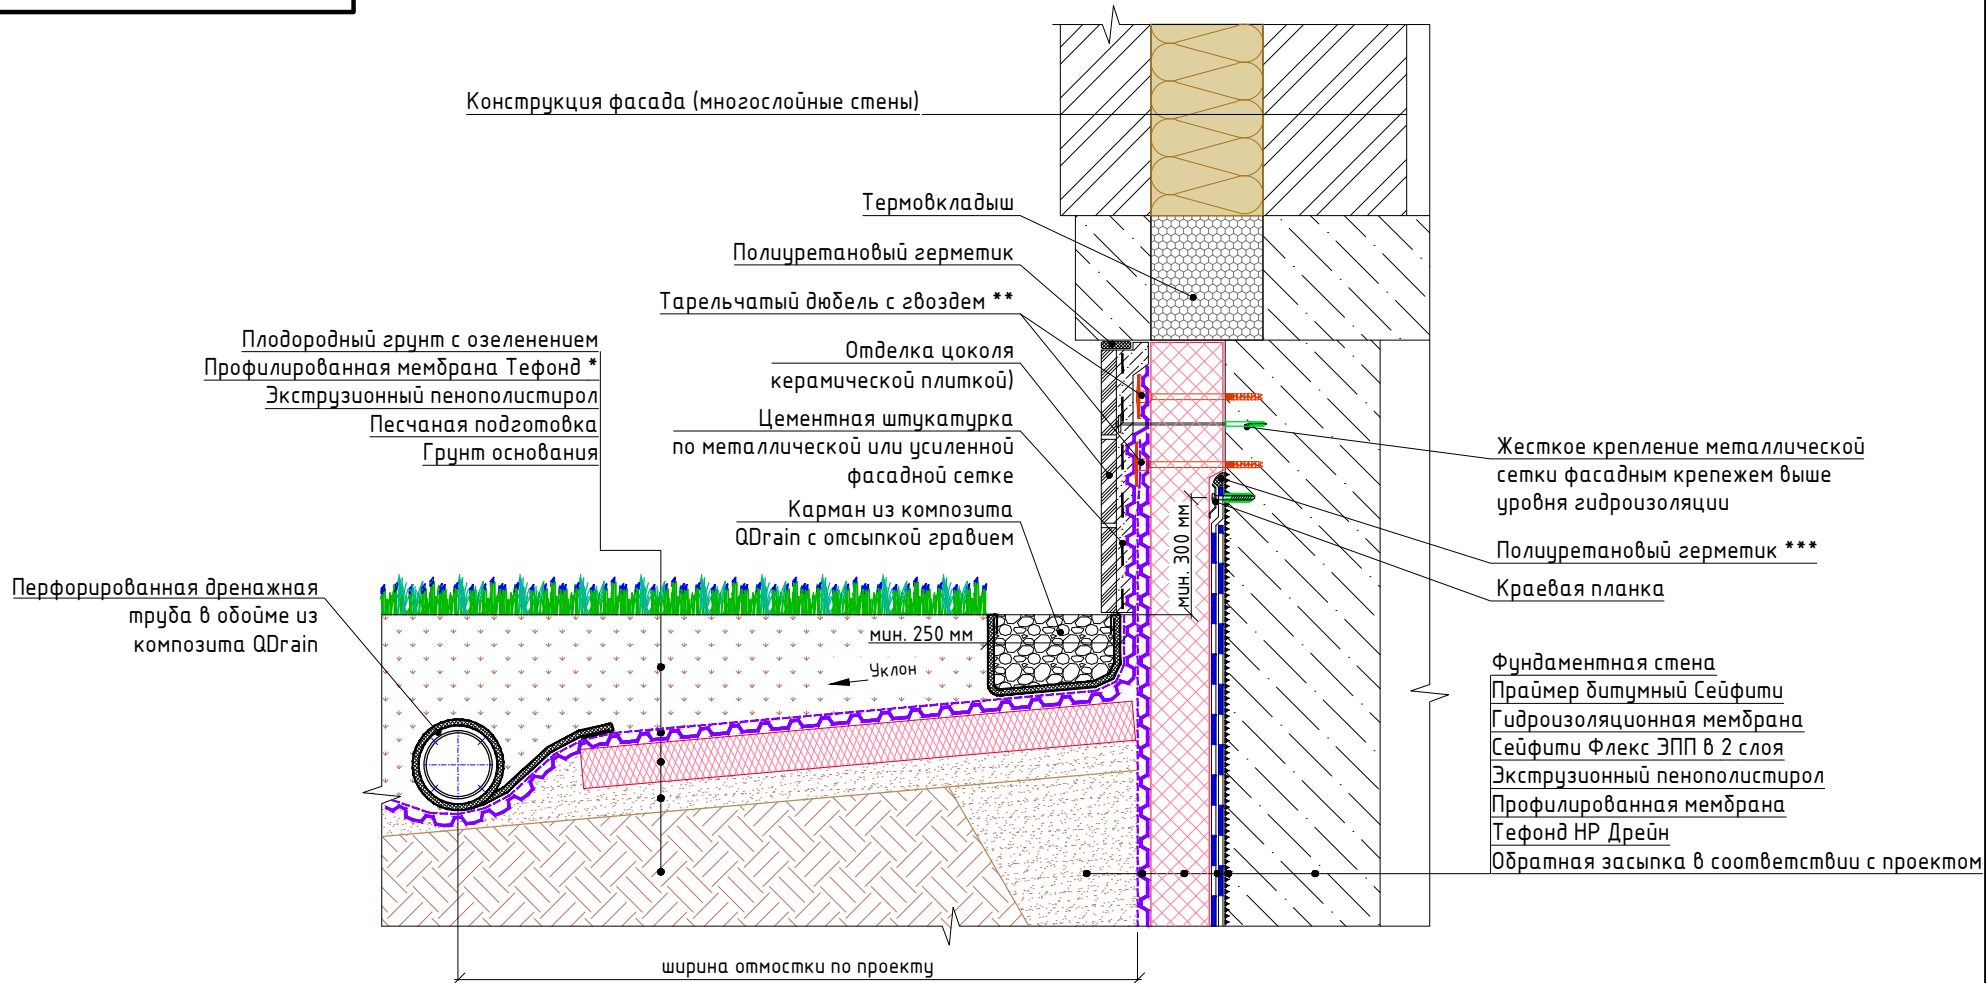 Конструкция фасада (многослойные стены)
Термовкладыш
Полиуретановый герметик
Тарельчатый дюбель с гвоздем **
Плодородный грунт с озеленением
Профилированная мембрана Тефонд *
Экструзионный пенополистирол
Песчаная подготовка
Грунт основания
Отделка цоколя
керамической плиткой)
Цементная штукатурка
по металлической или усиленной
фасадной сетке
Карман из композита
QDrain с отсыпкой гравием
Перфорированная дренажная
труба в обойме из
композита QDrain
мин. 250 мм
Уклон
мин. 300 мм
Жесткое крепление металлической
сетки фасадным крепежем выше
уровня гидроизоляции
Полиуретановый герметик ***
Краевая планка
Фундаментная стена
Праймер битумный Сейфити
Гидроизоляционная мембрана
Сейфити Флекс ЭПП в 2 слоя
Экструзионный пенополистирол
Профилированная мембрана
Тефонд НР Дрейн
Обратная засыпка в соответствии с проектом
ширина отмостки по проекту